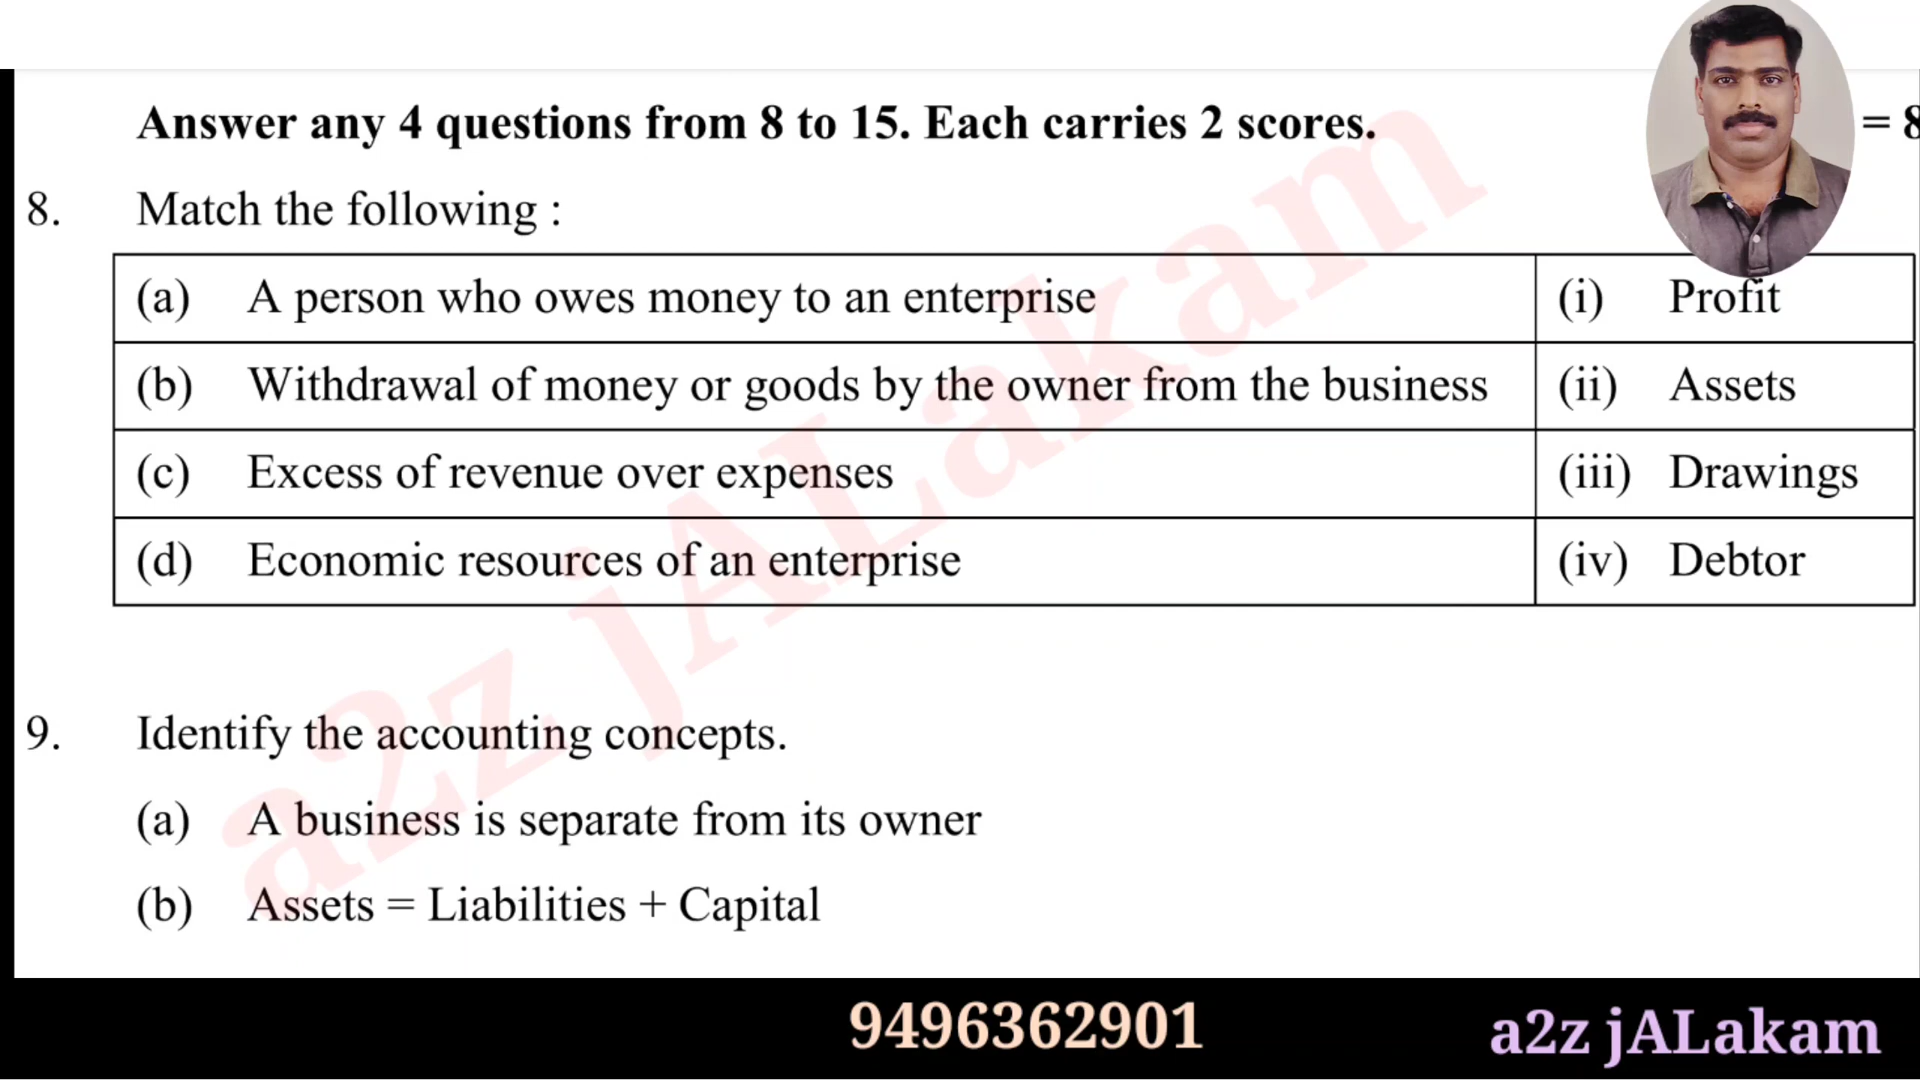 Answer any 4 questions from 8 to 15. Each carries 2 scores.
= 8
8. Match the following :
(a) A person who owes money to an enterprise (i) Profit
(b) Withdrawal of money or goods by the owner from the business (ii) Assets
(c) Excess of revenue over expenses (iii) Drawings
(d) Economic resources of an enterprise (iv) Debtor
9. Identify the accounting concepts.
(a) A business is separate from its owner
(b) Assets = Liabilities + Capital
a2z jALakam
9496362901
a2z jALakam